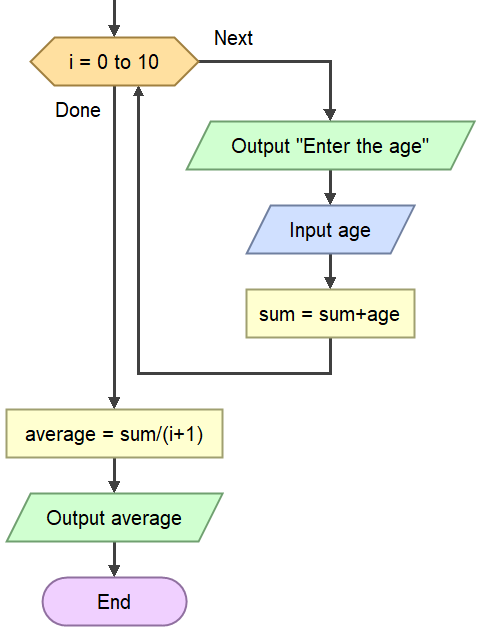 i = 0 to 10
Next
Done
Output "Enter the age"
Input age
sum = sum+age
average = sum/(i+1)
Output average
End